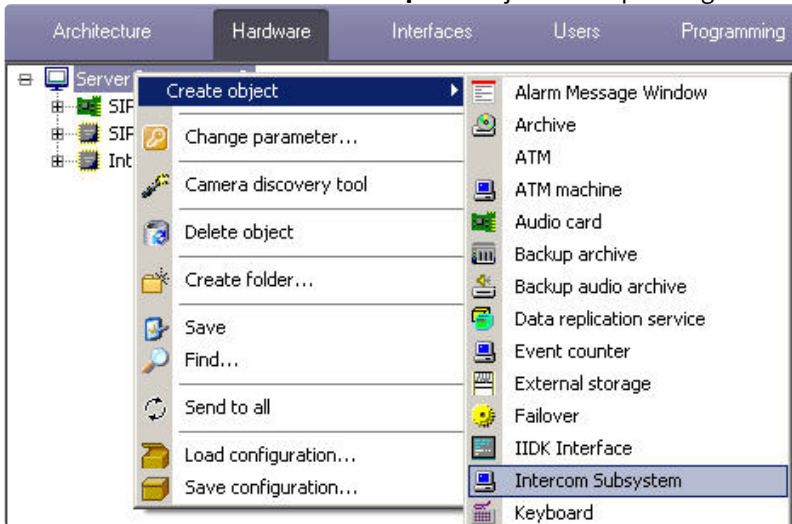 Architecture Hardware Interfaces Users Programming
Server
SIF
SIF
Int
Create object
Change parameter...
Camera discovery tool
Delete object
Create folder...
Save
Find...
Send to all
Load configuration...
Save configuration...
Alarm Message Window
Archive
ATM
ATM machine
Audio card
Backup archive
Backup audio archive
Data replication service
Event counter
External storage
Failover
IIDK Interface
Intercom Subsystem
Keyboard